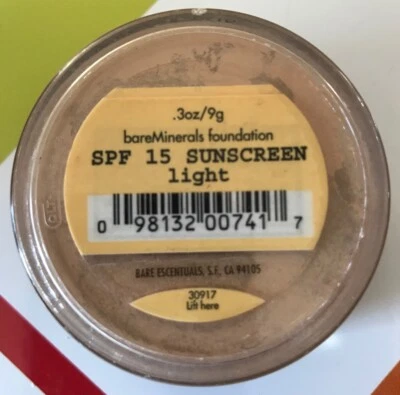 .3oz/9g
bareMinerals foundation
SPF 15 SUNSCREEN
light
0 98132 00741 7
BARE ESCENTUALS, S.F., CA 94105
30917
Lift here